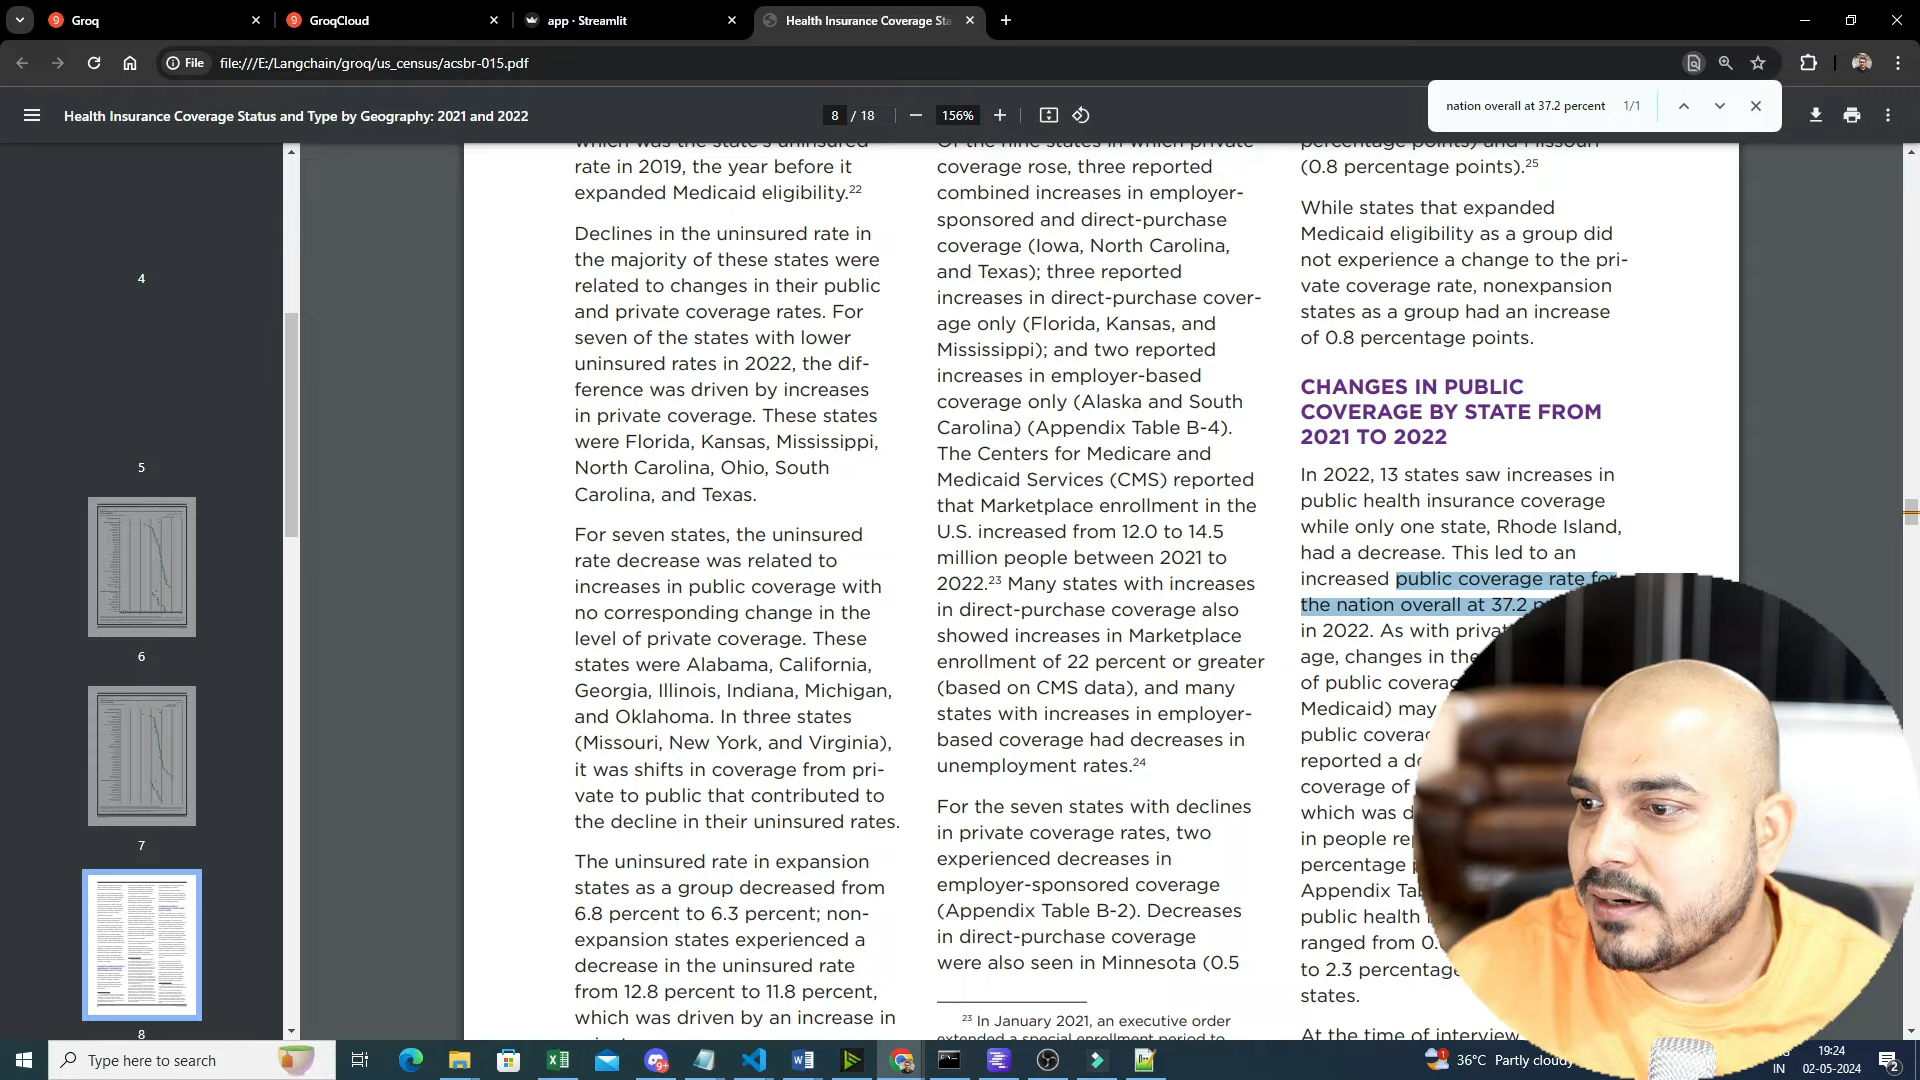 Groq
GroqCloud
app · Streamlit
Health Insurance Coverage Sta
File
file:///E:/Langchain/groq/us_census/acsbr-015.pdf
nation overall at 37.2 percent 1/1
Health Insurance Coverage Status and Type by Geography: 2021 and 2022
8 / 18
156%
4
5
6
7
8
which was the state's uninsured
rate in 2019, the year before it
expanded Medicaid eligibility.22
Declines in the uninsured rate in
the majority of these states were
related to changes in their public
and private coverage rates. For
seven of the states with lower
uninsured rates in 2022, the dif-
ference was driven by increases
in private coverage. These states
were Florida, Kansas, Mississippi,
North Carolina, Ohio, South
Carolina, and Texas.
For seven states, the uninsured
rate decrease was related to
increases in public coverage with
no corresponding change in the
level of private coverage. These
states were Alabama, California,
Georgia, Illinois, Indiana, Michigan,
and Oklahoma. In three states
(Missouri, New York, and Virginia),
it was shifts in coverage from pri-
vate to public that contributed to
the decline in their uninsured rates.
The uninsured rate in expansion
states as a group decreased from
6.8 percent to 6.3 percent; non-
expansion states experienced a
decrease in the uninsured rate
from 12.8 percent to 11.8 percent,
which was driven by an increase in
Of the nine states in which private
coverage rose, three reported
combined increases in employer-
sponsored and direct-purchase
coverage (Iowa, North Carolina,
and Texas); three reported
increases in direct-purchase cover-
age only (Florida, Kansas, and
Mississippi); and two reported
increases in employer-based
coverage only (Alaska and South
Carolina) (Appendix Table B-4).
The Centers for Medicare and
Medicaid Services (CMS) reported
that Marketplace enrollment in the
U.S. increased from 12.0 to 14.5
million people between 2021 to
2022.23 Many states with increases
in direct-purchase coverage also
showed increases in Marketplace
enrollment of 22 percent or greater
(based on CMS data), and many
states with increases in employer-
based coverage had decreases in
unemployment rates.24
For the seven states with declines
in private coverage rates, two
experienced decreases in
employer-sponsored coverage
(Appendix Table B-2). Decreases
in direct-purchase coverage
were also seen in Minnesota (0.5
23 In January 2021, an executive order
extended a special enrollment period to
percentage points) and Missouri
(0.8 percentage points).25
While states that expanded
Medicaid eligibility as a group did
not experience a change to the pri-
vate coverage rate, nonexpansion
states as a group had an increase
of 0.8 percentage points.
CHANGES IN PUBLIC
COVERAGE BY STATE FROM
2021 TO 2022
In 2022, 13 states saw increases in
public health insurance coverage
while only one state, Rhode Island,
had a decrease. This led to an
increased public coverage rate for
the nation overall at 37.2
in 2022. As with
age, changes in the
of public
Medicaid) may
public
reported a
coverage of
which was
in people
percentage
Appendix
public health
ranged from
to 2.3
states.
At the time of interview
Type here to search
9+
36°C Partly cloudy
IN
19:24
02-05-2024
2